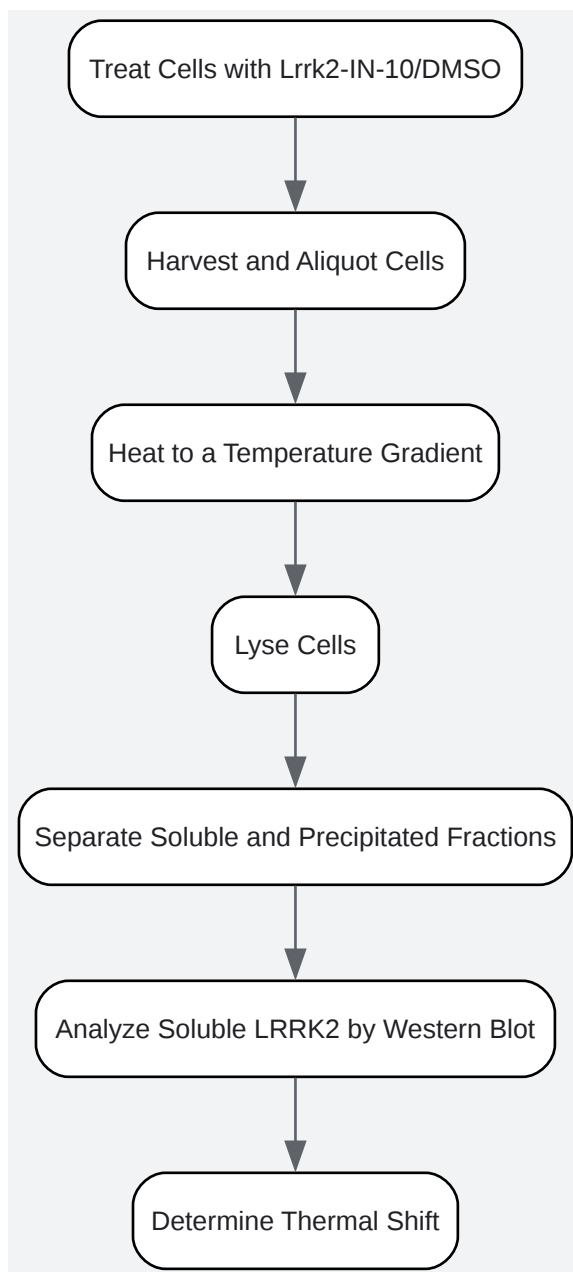 Treat Cells with Lrrk2-IN-10/DMSO
Harvest and Aliquot Cells
Heat to a Temperature Gradient
Lyse Cells
Separate Soluble and Precipitated Fractions
Analyze Soluble LRRK2 by Western Blot
Determine Thermal Shift